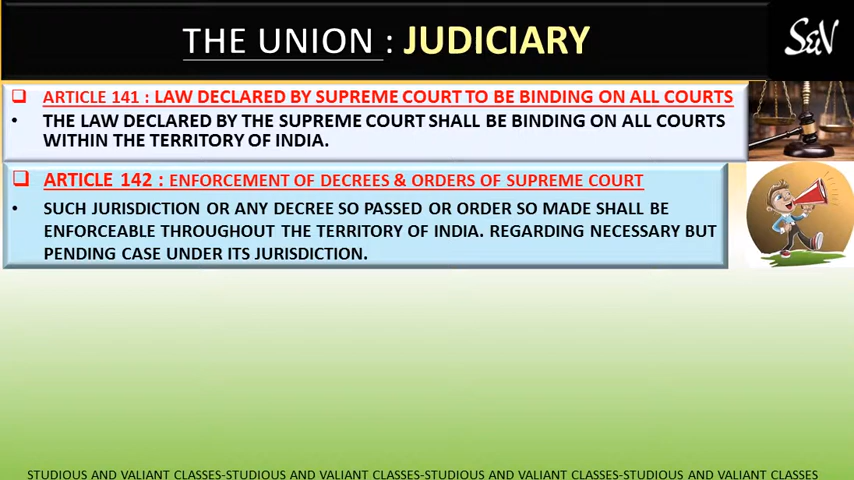 THE UNION : JUDICIARY
S&V
❑ ARTICLE 141 : LAW DECLARED BY SUPREME COURT TO BE BINDING ON ALL COURTS
• THE LAW DECLARED BY THE SUPREME COURT SHALL BE BINDING ON ALL COURTS
WITHIN THE TERRITORY OF INDIA.
❑ ARTICLE 142 : ENFORCEMENT OF DECREES & ORDERS OF SUPREME COURT
• SUCH JURISDICTION OR ANY DECREE SO PASSED OR ORDER SO MADE SHALL BE
ENFORCEABLE THROUGHOUT THE TERRITORY OF INDIA. REGARDING NECESSARY BUT
PENDING CASE UNDER ITS JURISDICTION.
STUDIOUS AND VALIANT CLASSES-STUDIOUS AND VALIANT CLASSES-STUDIOUS AND VALIANT CLASSES-STUDIOUS AND VALIANT CLASSES